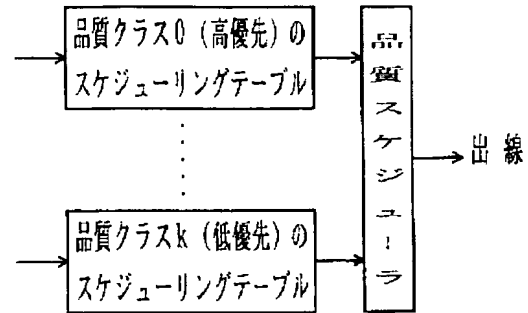 品質クラス0(高優先)の
スケジューリングテーブル
品質クラスk(低優先)の
スケジューリングテーブル
品質スケジューラ
出線